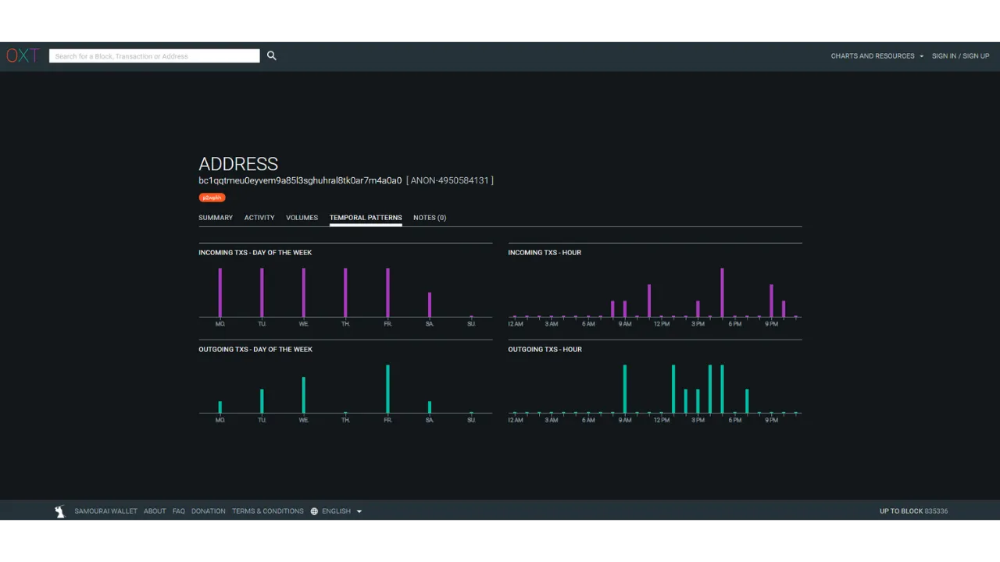 OXT Search for a Block, Transaction or Address CHARTS AND RESOURCES SIGN IN / SIGN UP
ADDRESS
bc1qqtmeu0eyvem9a85l3sghuhral8tk0ar7m4a0a0 [ ANON-4950584131 ]
p2wpkh
SUMMARY ACTIVITY VOLUMES TEMPORAL PATTERNS NOTES (0)
INCOMING TXS - DAY OF THE WEEK
MO. TU. WE. TH. FR. SA. SU.
INCOMING TXS - HOUR
12 AM 3 AM 6 AM 9 AM 12 PM 3 PM 6 PM 9 PM
OUTGOING TXS - DAY OF THE WEEK
MO. TU. WE. TH. FR. SA. SU.
OUTGOING TXS - HOUR
12 AM 3 AM 6 AM 9 AM 12 PM 3 PM 6 PM 9 PM
SAMOURAI WALLET ABOUT FAQ DONATION TERMS & CONDITIONS ENGLISH UP TO BLOCK 835336